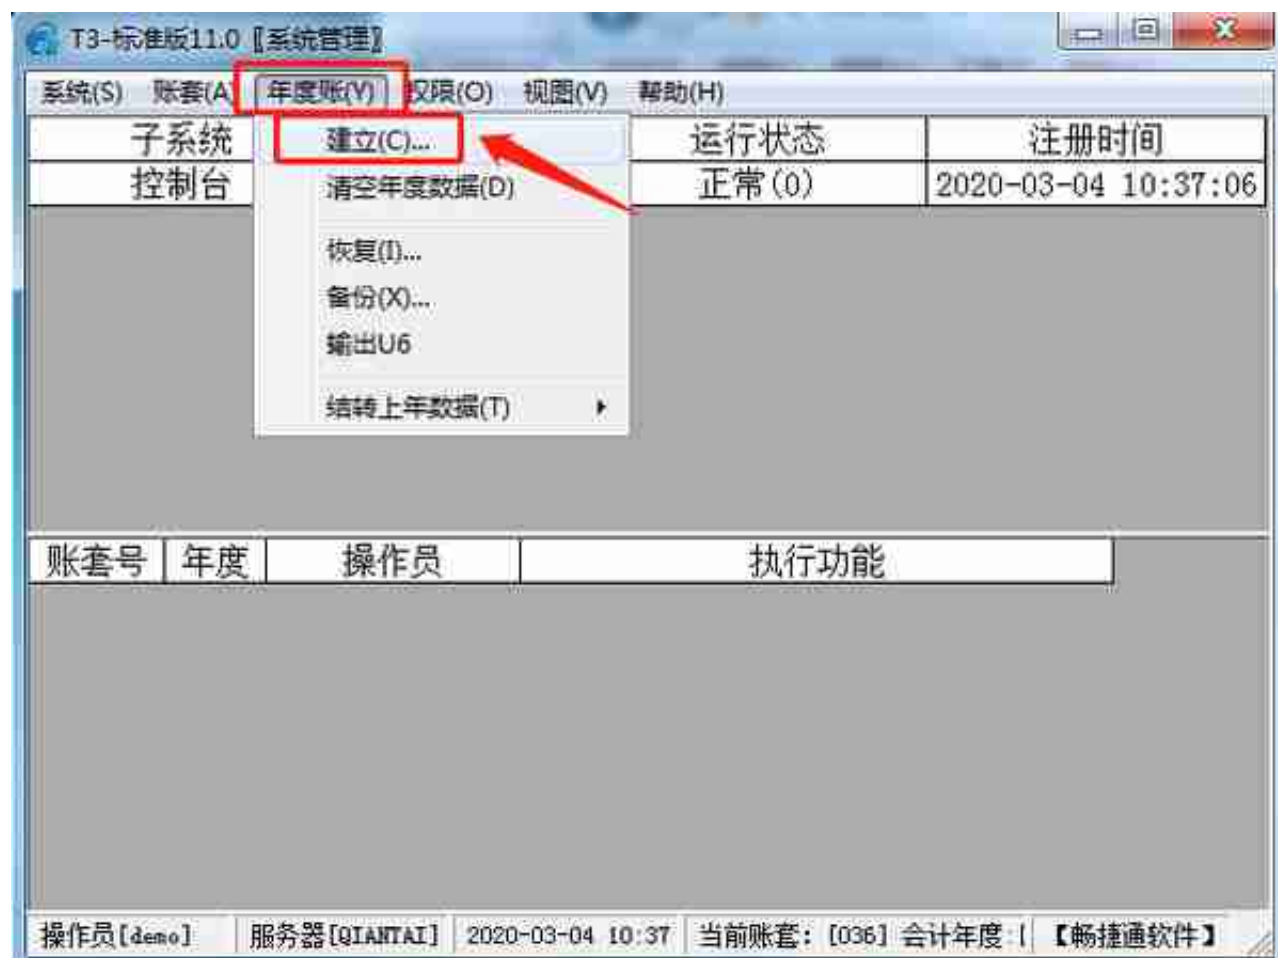 T3-标准版11.0〖系统管理〗
系统(S) 账套(A 年度账(Y) 权限(O) 视图(V) 帮助(H)
子系统 运行状态 注册时间
控制台 正常(0) 2020-03-04 10:37:06
建立(C)...
清空年度数据(D)
恢复(I)...
备份(X)...
输出U6
结转上年数据(T)
账套号 年度 操作员 执行功能
操作员[demo] 服务器[QIANTAI] 2020-03-04 10:37 当前账套: [036] 会计年度:[ 【畅捷通软件】